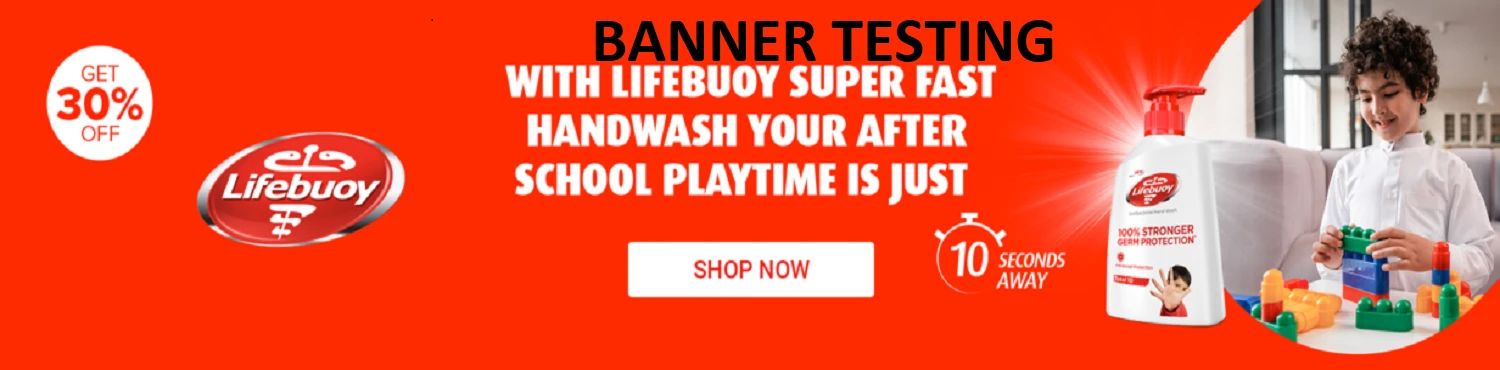 BANNER TESTING
GET
30%
OFF
Lifebuoy
WITH LIFEBUOY SUPER FAST
HANDWASH YOUR AFTER
SCHOOL PLAYTIME IS JUST
10 SECONDS
AWAY
SHOP NOW
Lifebuoy
100% STRONGER
GERM PROTECTION*